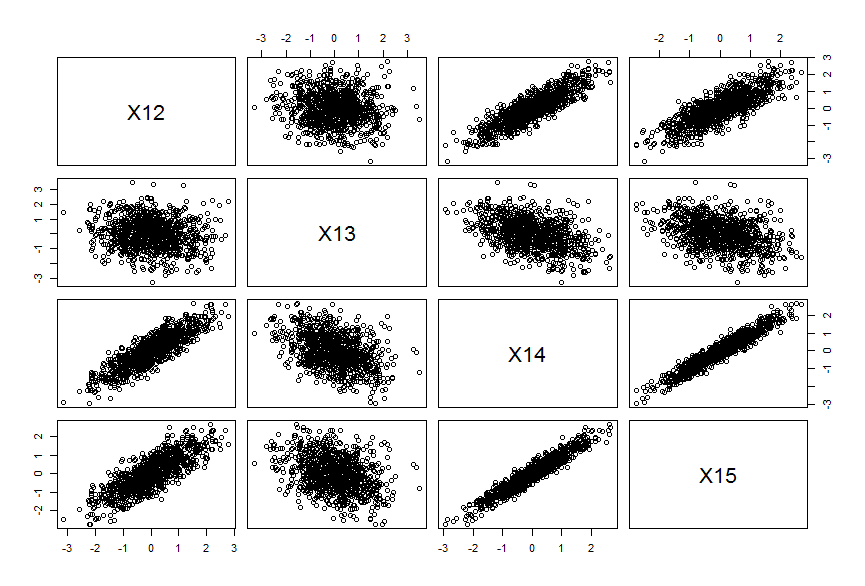 -3 -2 -1 0 1 2 3
-2 -1 0 1 2
X12
-3 -1 0 1 2 3
-3 -1 0 1 2 3
X13
X14
-3 -1 0 1 2
-2 -1 0 1 2
X15
-3 -2 -1 0 1 2 3
-3 -2 -1 0 1 2